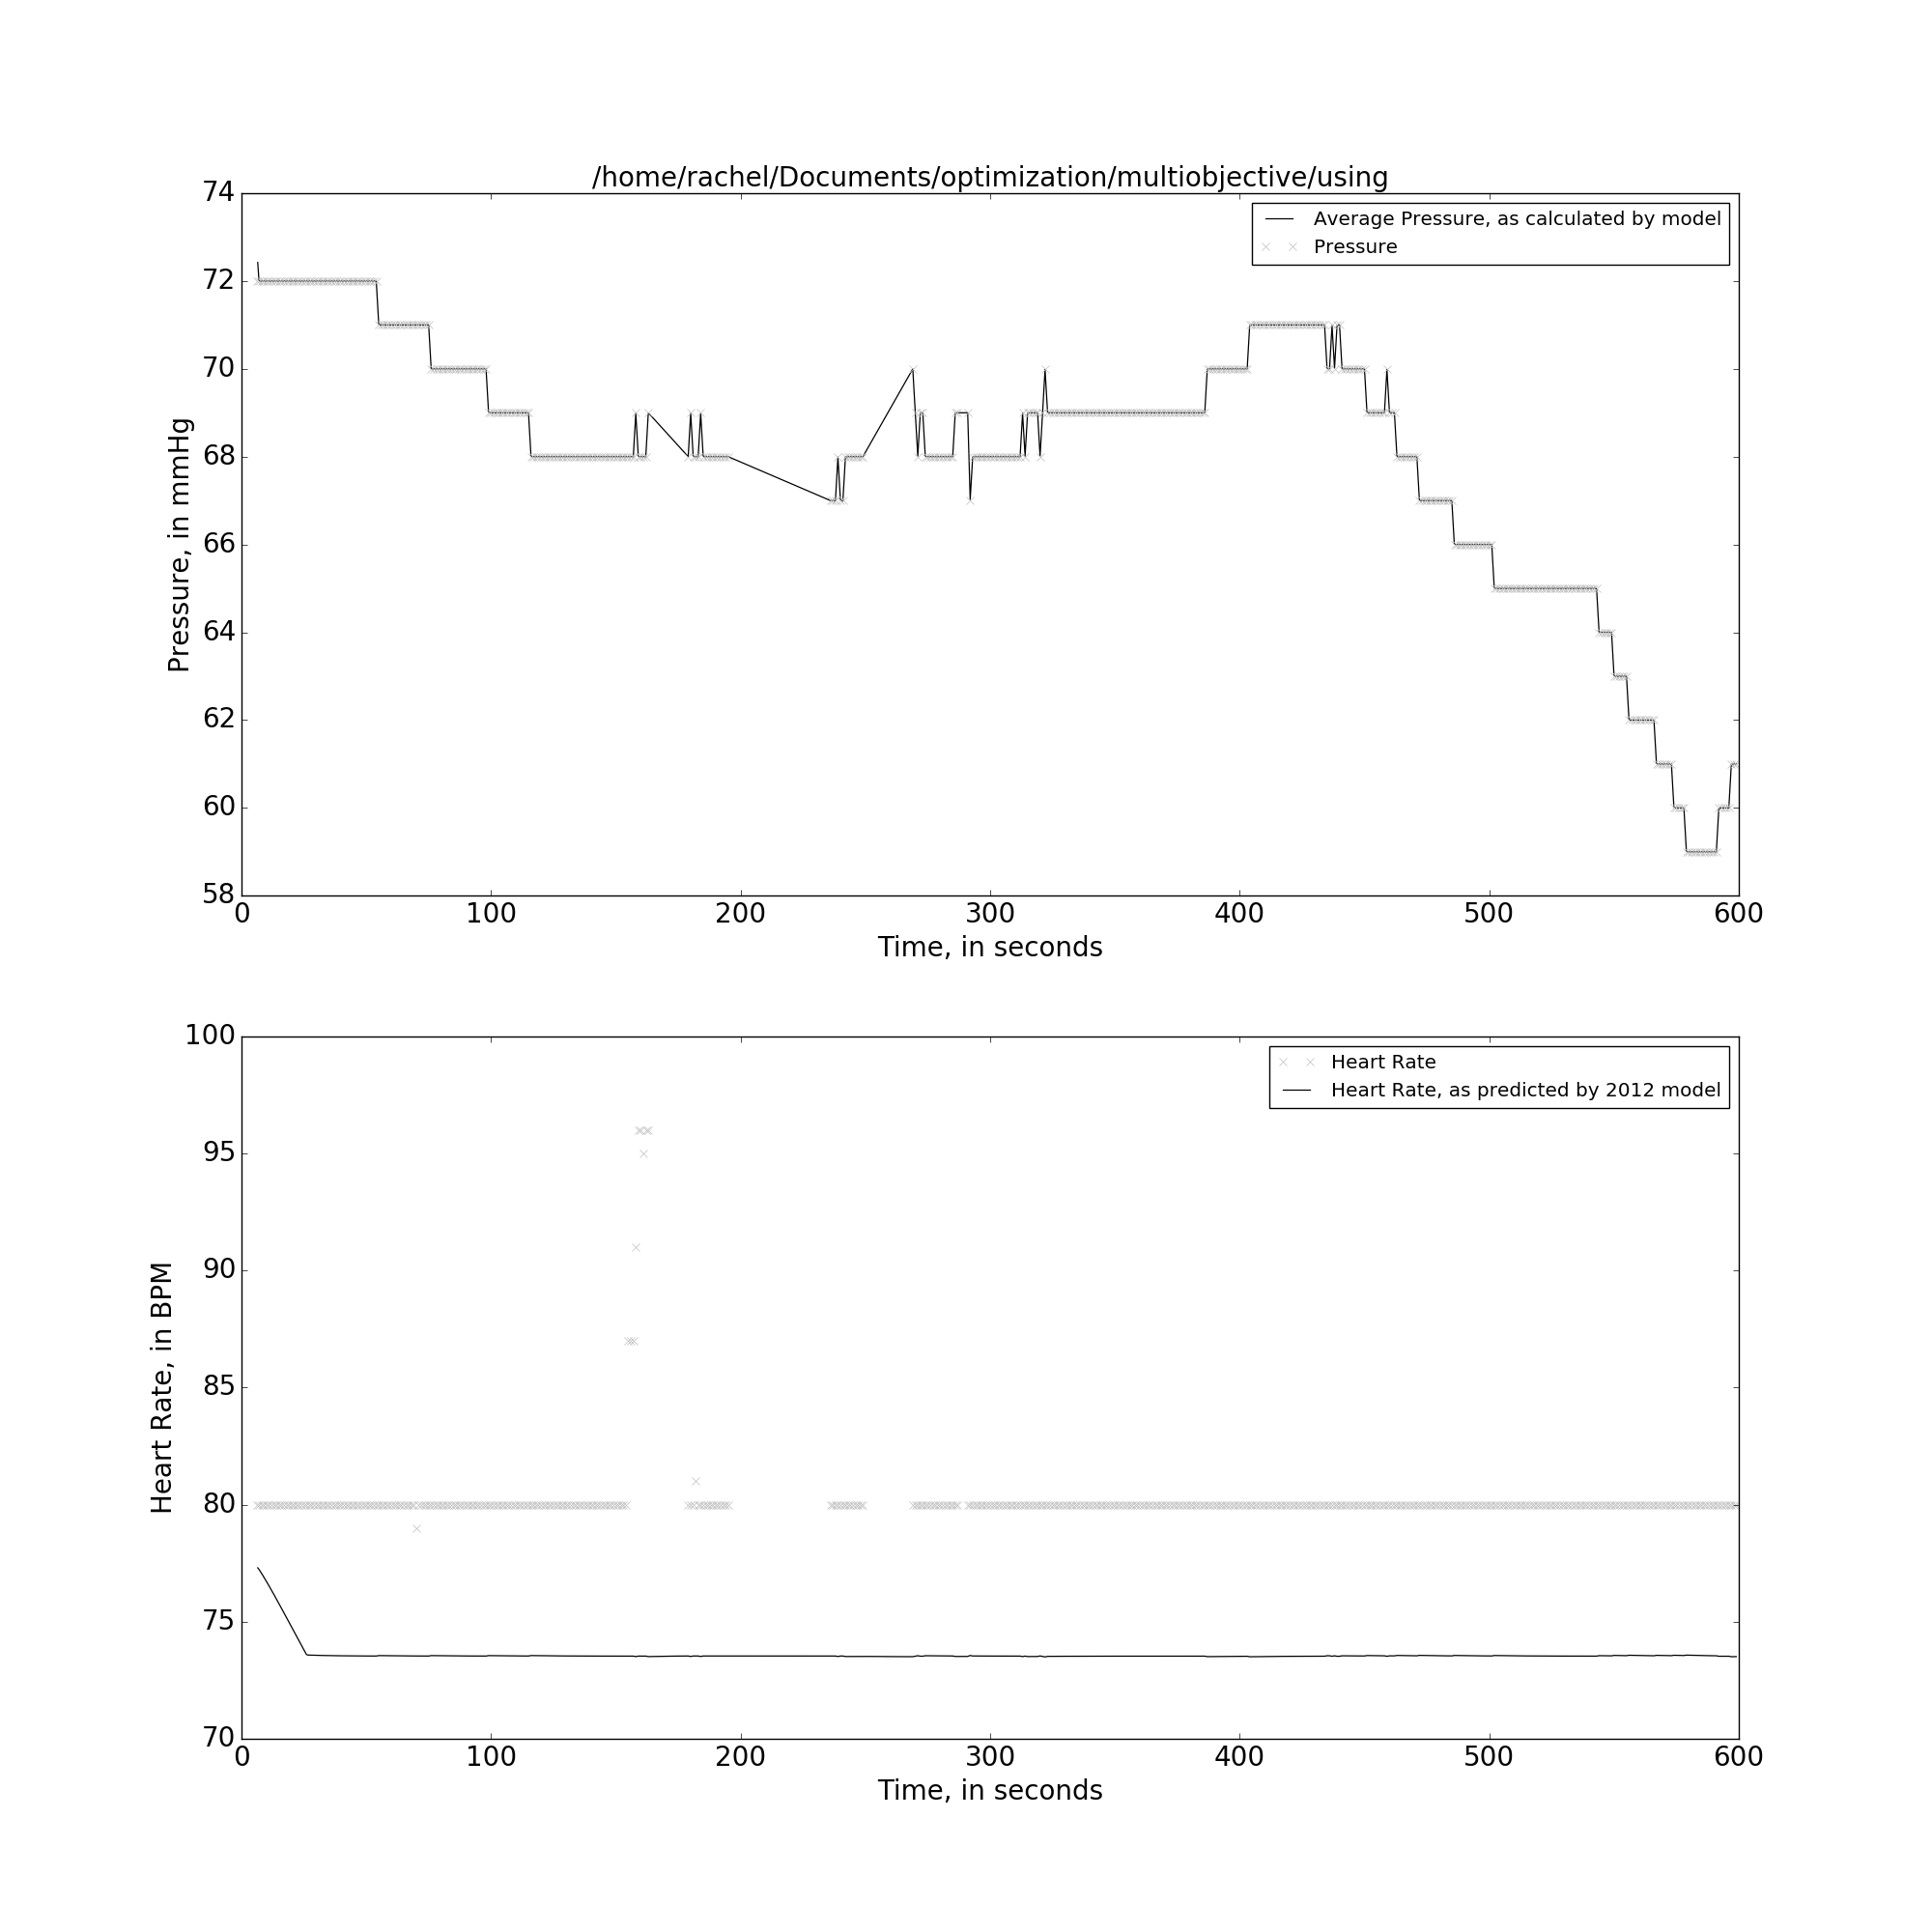 /home/rachel/Documents/optimization/multiobjective/using
74
72
70
68
66
64
62
60
58
Pressure, in mmHg
Average Pressure, as calculated by model
Pressure
0 100 200 300 400 500 600
Time, in seconds
100
95
90
85
80
75
70
Heart Rate, in BPM
Heart Rate
Heart Rate, as predicted by 2012 model
0 100 200 300 400 500 600
Time, in seconds